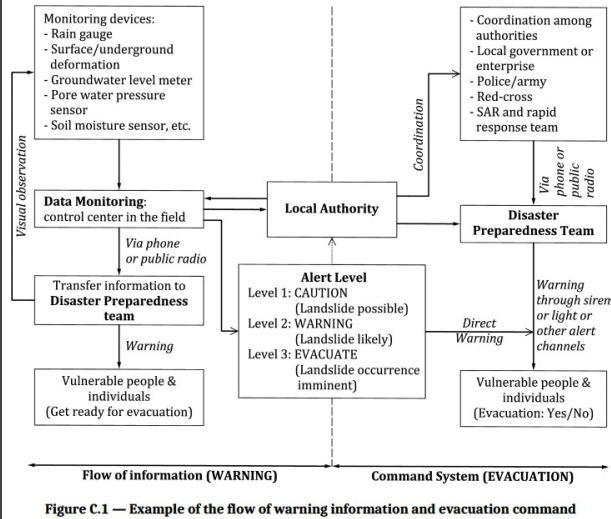 Monitoring devices:
- Rain gauge
- Surface/underground
deformation
- Groundwater level meter
- Pore water pressure
sensor
- Soil moisture sensor, etc.
- Coordination among
authorities
- Local government or
enterprise
- Police/army
- Red-cross
- SAR and rapid
response team
Visual observation
Coordination
Via
phone or
public
radio
Data Monitoring:
control center in the field
Local Authority
Disaster
Preparedness Team
Via phone
or public radio
Transfer information to
Disaster Preparedness
team
Alert Level
Level 1: CAUTION
(Landslide possible)
Level 2: WARNING
(Landslide likely)
Level 3: EVACUATE
(Landslide occurrence
imminent)
Direct
Warning
Warning
through siren
or light or
other alert
channels
Warning
Vulnerable people &
individuals
(Get ready for evacuation)
Vulnerable people &
individuals
(Evacuation: Yes/No)
Flow of information (WARNING)
Command System (EVACUATION)
Figure C.1 — Example of the flow of warning information and evacuation command